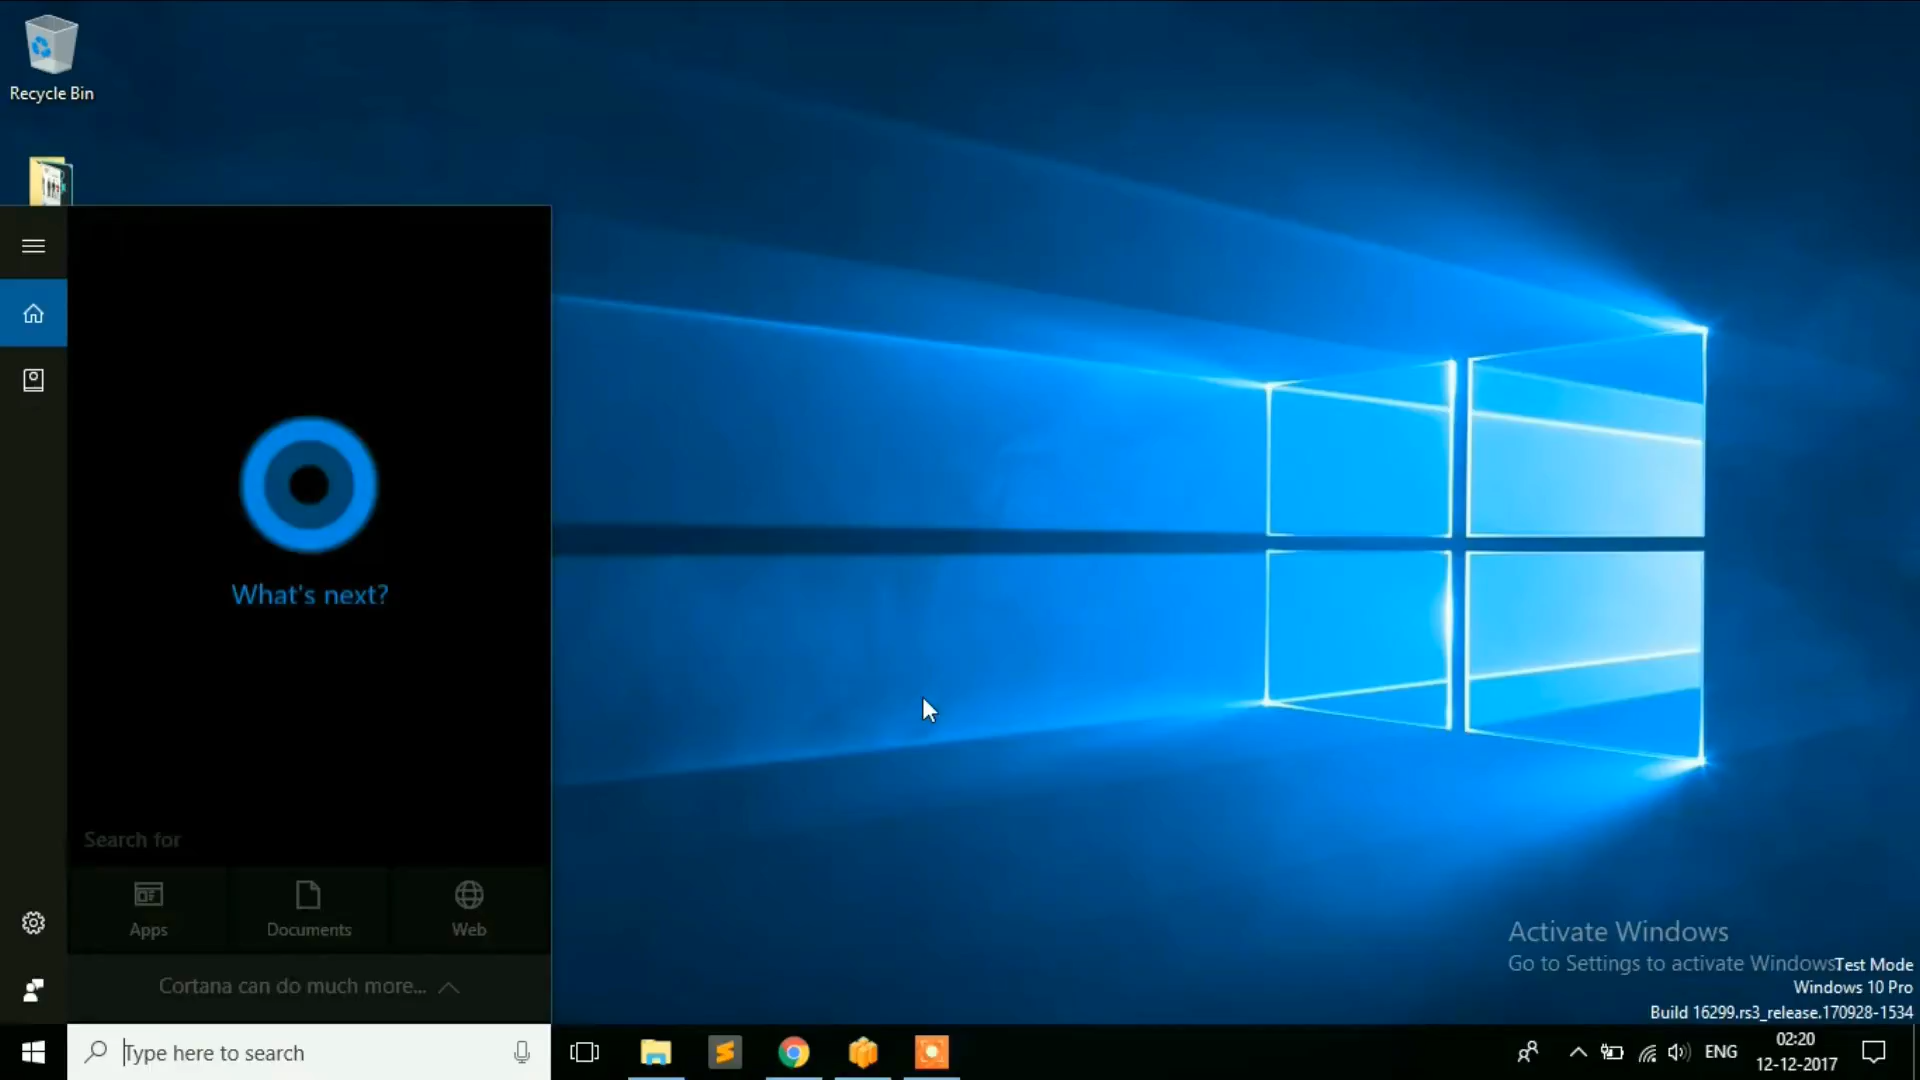 Recycle Bin
What's next?
Search for
Apps
Documents
Web
Cortana can do much more...
Type here to search
Activate Windows
Go to Settings to activate Windows.
Test Mode
Windows 10 Pro
Build 16299.rs3_release.170928-1534
ENG
02:20
12-12-2017